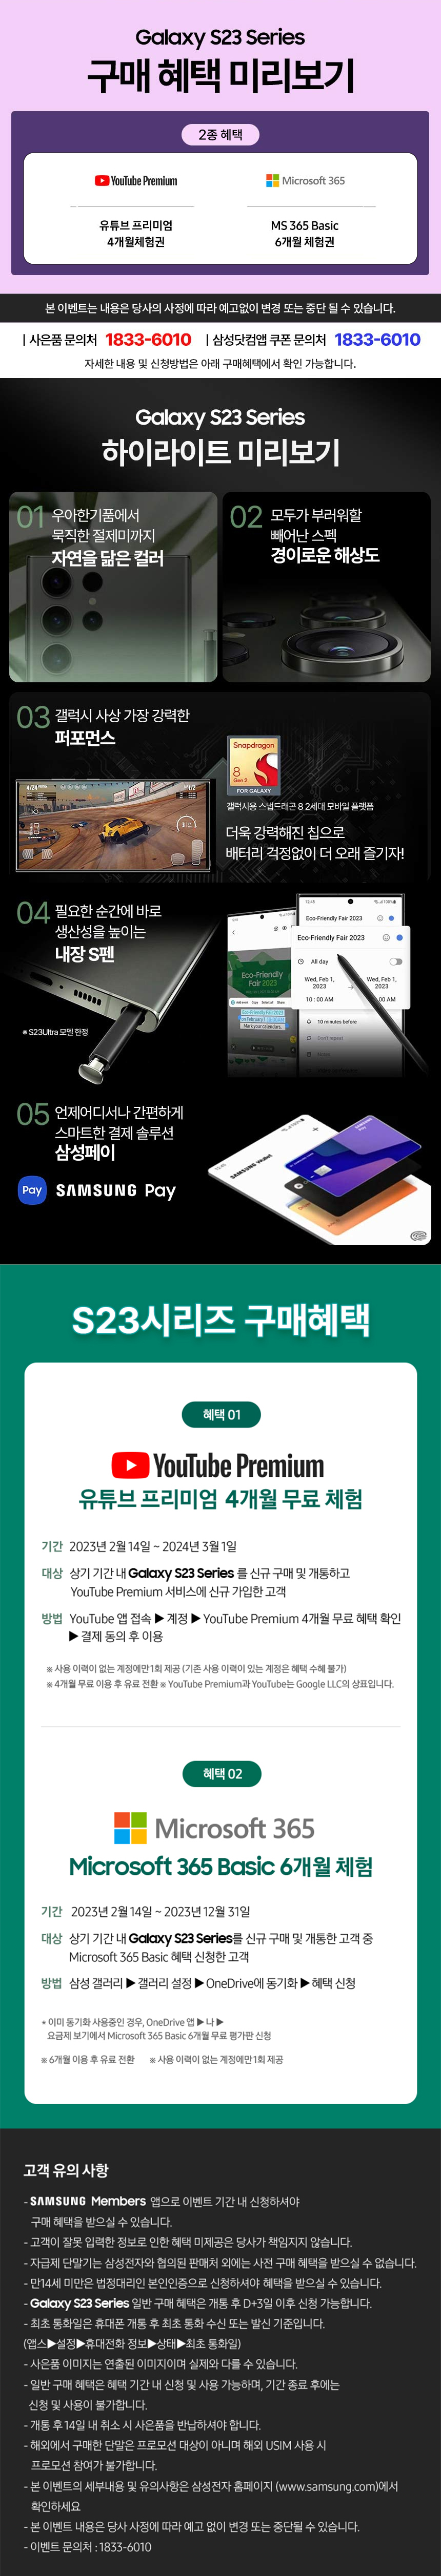 Galaxy S23 Series
구매 혜택 미리보기
2종 혜택
YouTube Premium
유튜브 프리미엄
4개월체험권
Microsoft 365
MS 365 Basic
6개월 체험권
본 이벤트는 내용은 당사의 사정에 따라 예고없이 변경 또는 중단 될 수 있습니다.
| 사은품 문의처 1833-6010 | 삼성닷컴앱 쿠폰 문의처 1833-6010
자세한 내용 및 신청방법은 아래 구매혜택에서 확인 가능합니다.
Galaxy S23 Series
하이라이트 미리보기
01 우아한기품에서
묵직한 절제미까지
자연을 닮은 컬러
02 모두가 부러워할
빼어난 스펙
경이로운 해상도
03 갤럭시 사상 가장 강력한
퍼포먼스
4/24
1/2
Snapdragon
8
Gen 2
FOR GALAXY
갤럭시용 스냅드래곤 8 2세대 모바일 플랫폼
더욱 강력해진 칩으로
배터리 걱정없이 더 오래 즐기자!
04 필요한 순간에 바로
생산성을 높이는
내장 S펜
※ S23Ultra 모델 한정
Eco-Friendly
Fair 2023
12:45
Eco-Friendly Fair 2023
Eco-Friendly Fair 2023
All day
Wed, Feb 1,
2023
Wed, Feb 1,
2023
10 : 00 AM
00 AM
10 minutes before
Don't repeat
05 언제어디서나 간편하게
스마트한 결제 솔루션
삼성페이
Pay
SAMSUNG Pay
SAMSUNG Wallet
S23시리즈 구매혜택
혜택 01
YouTube Premium
유튜브 프리미엄 4개월 무료 체험
기간 2023년 2월 14일 ~ 2024년 3월 1일
대상 상기 기간 내 Galaxy S23 Series 를 신규 구매 및 개통하고
YouTube Premium 서비스에 신규 가입한 고객
방법 YouTube 앱 접속 ▶ 계정 ▶ YouTube Premium 4개월 무료 혜택 확인
▶ 결제 동의 후 이용
※ 사용 이력이 없는 계정에만 1회 제공 (기존 사용 이력이 있는 계정은 혜택 수혜 불가)
※ 4개월 무료 이용 후 유료 전환 ※ YouTube Premium과 YouTube는 Google LLC의 상표입니다.
혜택 02
Microsoft 365
Microsoft 365 Basic 6개월 체험
기간 2023년 2월 14일 ~ 2023년 12월 31일
대상 상기 기간 내 Galaxy S23 Series를 신규 구매 및 개통한 고객 중
Microsoft 365 Basic 혜택 신청한 고객
방법 삼성 갤러리 ▶ 갤러리 설정 ▶ OneDrive에 동기화 ▶ 혜택 신청
* 이미 동기화 사용중인 경우, OneDrive 앱 ▶ 나 ▶
요금제 보기에서 Microsoft 365 Basic 6개월 무료 평가판 신청
※ 6개월 이용 후 유료 전환 ※ 사용 이력이 없는 계정에만 1회 제공
고객 유의 사항
- SAMSUNG Members 앱으로 이벤트 기간 내 신청하셔야
구매 혜택을 받으실 수 있습니다.
- 고객이 잘못 입력한 정보로 인한 혜택 미제공은 당사가 책임지지 않습니다.
- 자급제 단말기는 삼성전자와 협의된 판매처 외에는 사전 구매 혜택을 받으실 수 없습니다.
- 만14세 미만은 법정대리인 본인인증으로 신청하셔야 혜택을 받으실 수 있습니다.
- Galaxy S23 Series 일반 구매 혜택은 개통 후 D+3일 이후 신청 가능합니다.
- 최초 통화일은 휴대폰 개통 후 최초 통화 수신 또는 발신 기준입니다.
(앱스▶설정▶휴대전화 정보▶상태▶최초 통화일)
- 사은품 이미지는 연출된 이미지이며 실제와 다를 수 있습니다.
- 일반 구매 혜택은 혜택 기간 내 신청 및 사용 가능하며, 기간 종료 후에는
신청 및 사용이 불가합니다.
- 개통 후 14일 내 취소 시 사은품을 반납하셔야 합니다.
- 해외에서 구매한 단말은 프로모션 대상이 아니며 해외 USIM 사용 시
프로모션 참여가 불가합니다.
- 본 이벤트의 세부내용 및 유의사항은 삼성전자 홈페이지 (www.samsung.com)에서
확인하세요
- 본 이벤트 내용은 당사 사정에 따라 예고 없이 변경 또는 중단될 수 있습니다.
- 이벤트 문의처 : 1833-6010